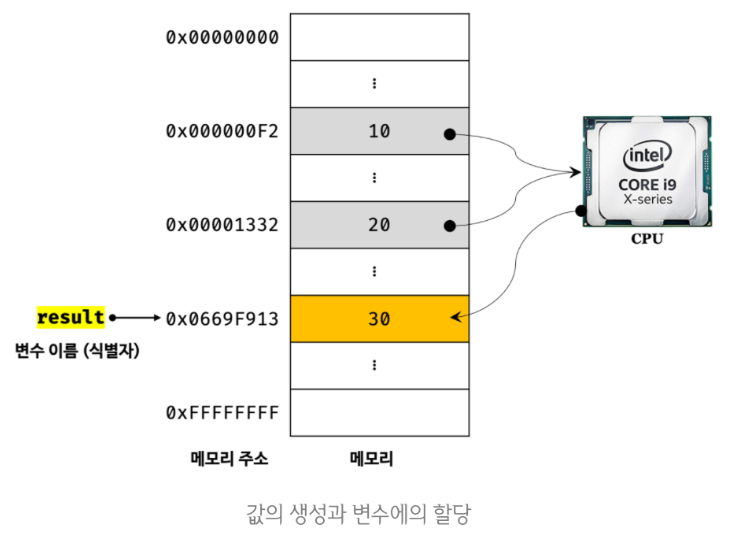 0x00000000
⋮
0x000000F2 10
⋮
0x00001332 20
⋮
intel
CORE i9
X-series
CPU
result 0x0669F913 30
변수 이름 (식별자)
⋮
0xFFFFFFFF
메모리 주소 메모리
값의 생성과 변수에의 할당